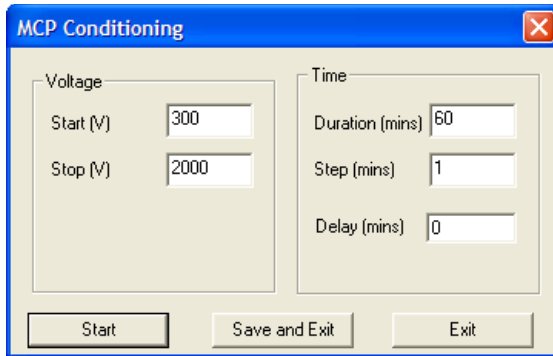 MCP Conditioning
Voltage
Start (V) 300
Stop (V) 2000
Time
Duration (mins) 60
Step (mins) 1
Delay (mins) 0
Start Save and Exit Exit